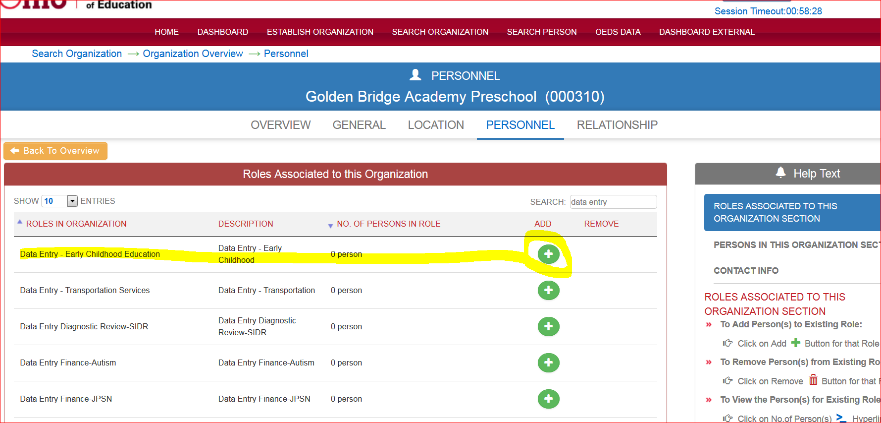 of Education
Session Timeout:00:58:28
HOME DASHBOARD ESTABLISH ORGANIZATION SEARCH ORGANIZATION SEARCH PERSON OEDS DATA DASHBOARD EXTERNAL
Search Organization → Organization Overview → Personnel
PERSONNEL
Golden Bridge Academy Preschool (000310)
OVERVIEW GENERAL LOCATION PERSONNEL RELATIONSHIP
Back To Overview
Roles Associated to this Organization
SHOW 10 ENTRIES SEARCH: data entry
ROLES IN ORGANIZATION DESCRIPTION NO. OF PERSONS IN ROLE ADD REMOVE
Data Entry - Early Childhood Education Data Entry - Early Childhood 0 person
Data Entry - Transportation Services Data Entry - Transportation 0 person
Data Entry Diagnostic Review-SIDR Data Entry Diagnostic Review-SIDR 0 person
Data Entry Finance-Autism Data Entry Finance-Autism 0 person
Data Entry Finance-JPSN Data Entry Finance-JPSN 0 person
Help Text
ROLES ASSOCIATED TO THIS
ORGANIZATION SECTION
PERSONS IN THIS ORGANIZATION SECT
CONTACT INFO
ROLES ASSOCIATED TO THIS
ORGANIZATION SECTION
» To Add Person(s) to Existing Role:
Click on Add + Button for that Role
» To Remove Person(s) from Existing Ro
Click on Remove Button for that
» To View the Person(s) for Existing Role
Click on No.of Person(s) Hyperli